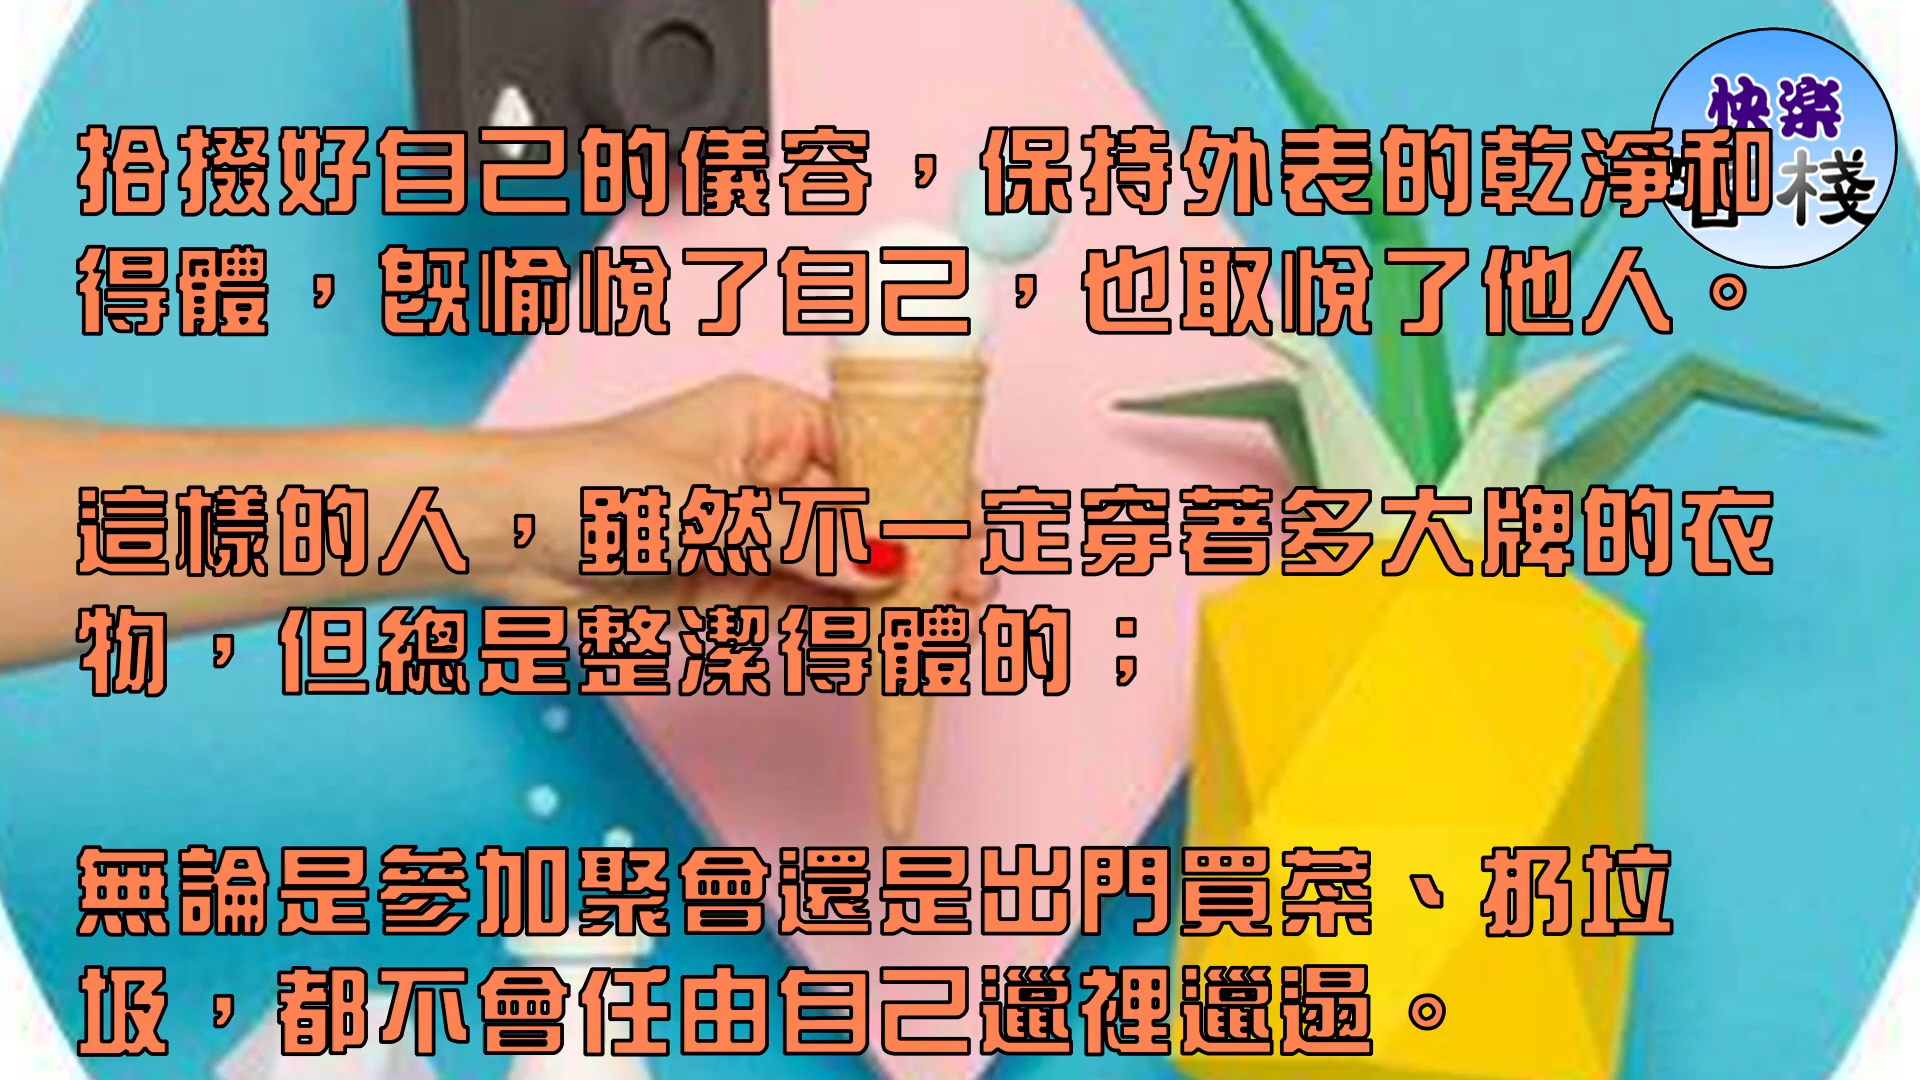 快楽
棧
拾掇好自己的儀容，保持外表的乾淨和
得體，既愉悅了自己，也取悅了他人。
這樣的人，雖然不一定穿著多大牌的衣
物，但總是整潔得體的；
無論是參加聚會還是出門買菜、扔垃
圾，都不會任由自己邋裡邋遢。